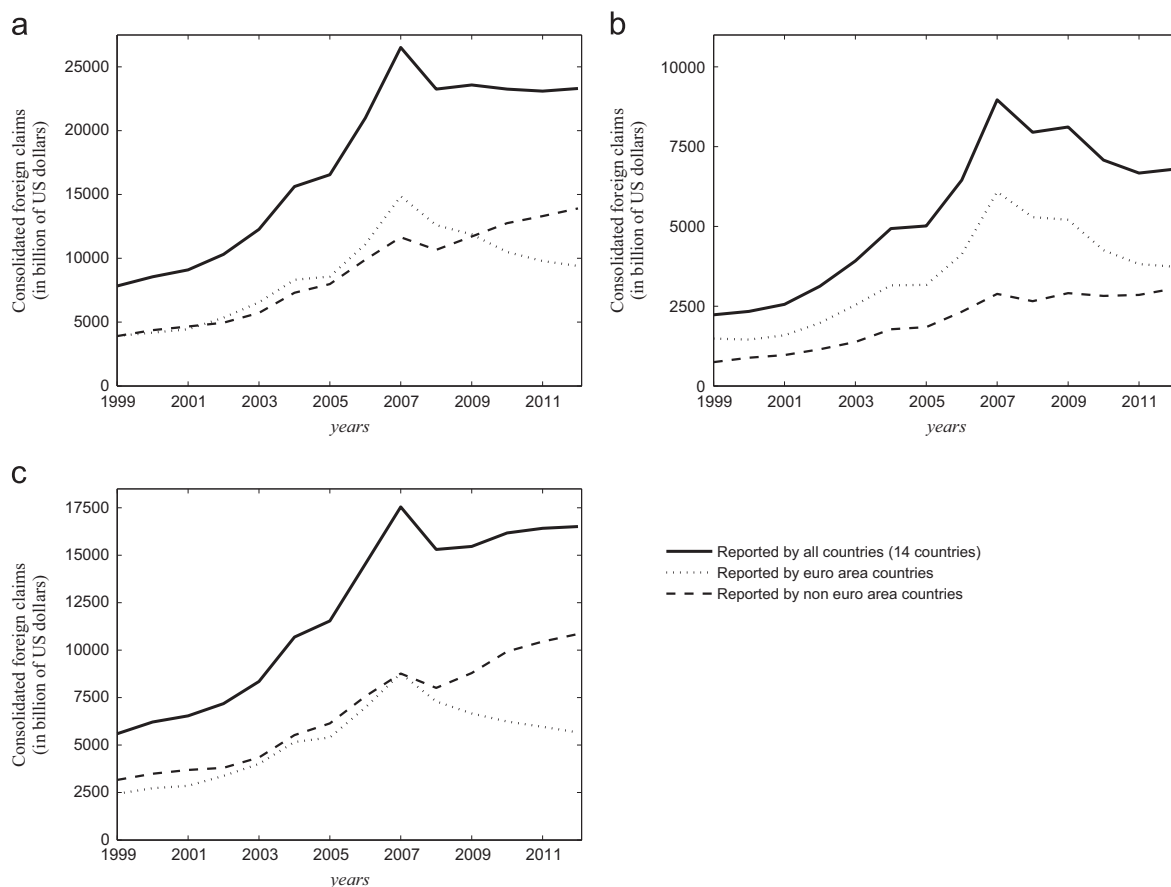 a
25000
20000
15000
10000
5000
0
1999 2001 2003 2005 2007 2009 2011
years
Consolidated foreign claims
(in billion of US dollars)
b
10000
7500
5000
2500
0
1999 2001 2003 2005 2007 2009 2011
years
Consolidated foreign claims
(in billion of US dollars)
c
17500
15000
12500
10000
7500
5000
2500
0
1999 2001 2003 2005 2007 2009 2011
years
Consolidated foreign claims
(in billion of US dollars)
Reported by all countries (14 countries)
Reported by euro area countries
Reported by non euro area countries